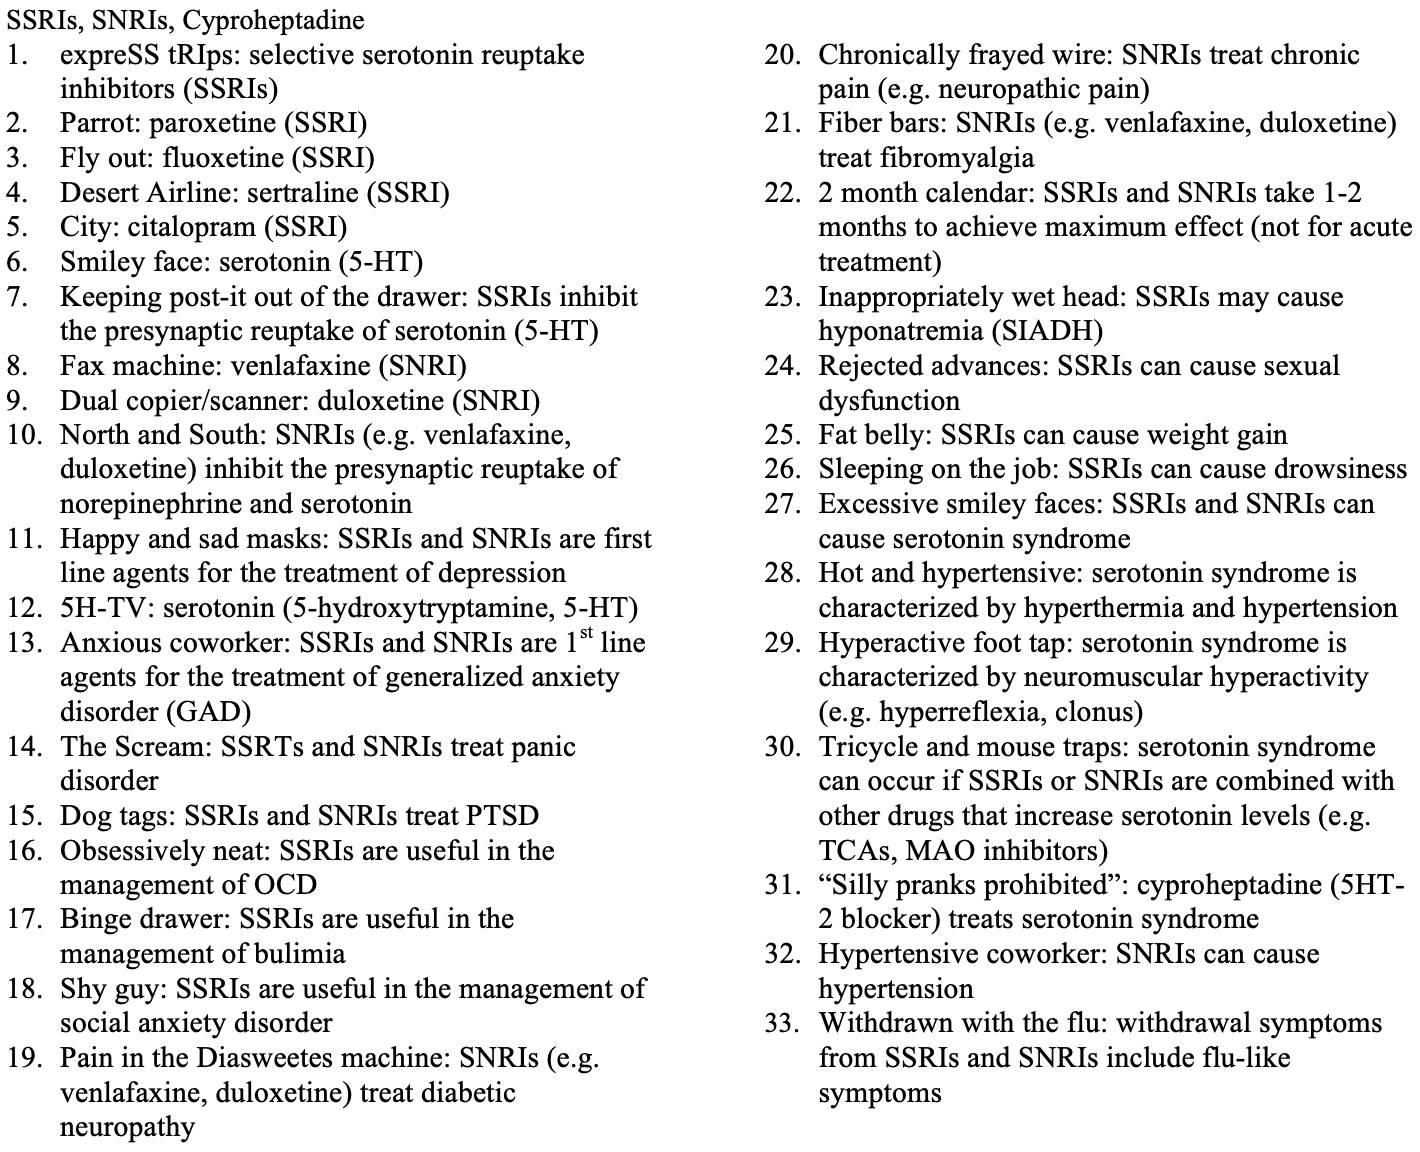 SSRIs, SNRIs, Cyproheptadine
1. expreSS tRIps: selective serotonin reuptake
inhibitors (SSRIs)
2. Parrot: paroxetine (SSRI)
3. Fly out: fluoxetine (SSRI)
4. Desert Airline: sertraline (SSRI)
5. City: citalopram (SSRI)
6. Smiley face: serotonin (5-HT)
7. Keeping post-it out of the drawer: SSRIs inhibit
the presynaptic reuptake of serotonin (5-HT)
8. Fax machine: venlafaxine (SNRI)
9. Dual copier/scanner: duloxetine (SNRI)
10. North and South: SNRIs (e.g. venlafaxine,
duloxetine) inhibit the presynaptic reuptake of
norepinephrine and serotonin
11. Happy and sad masks: SSRIs and SNRIs are first
line agents for the treatment of depression
12. 5H-TV: serotonin (5-hydroxytryptamine, 5-HT)
13. Anxious coworker: SSRIs and SNRIs are 1st line
agents for the treatment of generalized anxiety
disorder (GAD)
14. The Scream: SSRTs and SNRIs treat panic
disorder
15. Dog tags: SSRIs and SNRIs treat PTSD
16. Obsessively neat: SSRIs are useful in the
management of OCD
17. Binge drawer: SSRIs are useful in the
management of bulimia
18. Shy guy: SSRIs are useful in the management of
social anxiety disorder
19. Pain in the Diasweetes machine: SNRIs (e.g.
venlafaxine, duloxetine) treat diabetic
neuropathy
20. Chronically frayed wire: SNRIs treat chronic
pain (e.g. neuropathic pain)
21. Fiber bars: SNRIs (e.g. venlafaxine, duloxetine)
treat fibromyalgia
22. 2 month calendar: SSRIs and SNRIs take 1-2
months to achieve maximum effect (not for acute
treatment)
23. Inappropriately wet head: SSRIs may cause
hyponatremia (SIADH)
24. Rejected advances: SSRIs can cause sexual
dysfunction
25. Fat belly: SSRIs can cause weight gain
26. Sleeping on the job: SSRIs can cause drowsiness
27. Excessive smiley faces: SSRIs and SNRIs can
cause serotonin syndrome
28. Hot and hypertensive: serotonin syndrome is
characterized by hyperthermia and hypertension
29. Hyperactive foot tap: serotonin syndrome is
characterized by neuromuscular hyperactivity
(e.g. hyperreflexia, clonus)
30. Tricycle and mouse traps: serotonin syndrome
can occur if SSRIs or SNRIs are combined with
other drugs that increase serotonin levels (e.g.
TCAs, MAO inhibitors)
31. “Silly pranks prohibited”: cyproheptadine (5HT-
2 blocker) treats serotonin syndrome
32. Hypertensive coworker: SNRIs can cause
hypertension
33. Withdrawn with the flu: withdrawal symptoms
from SSRIs and SNRIs include flu-like
symptoms